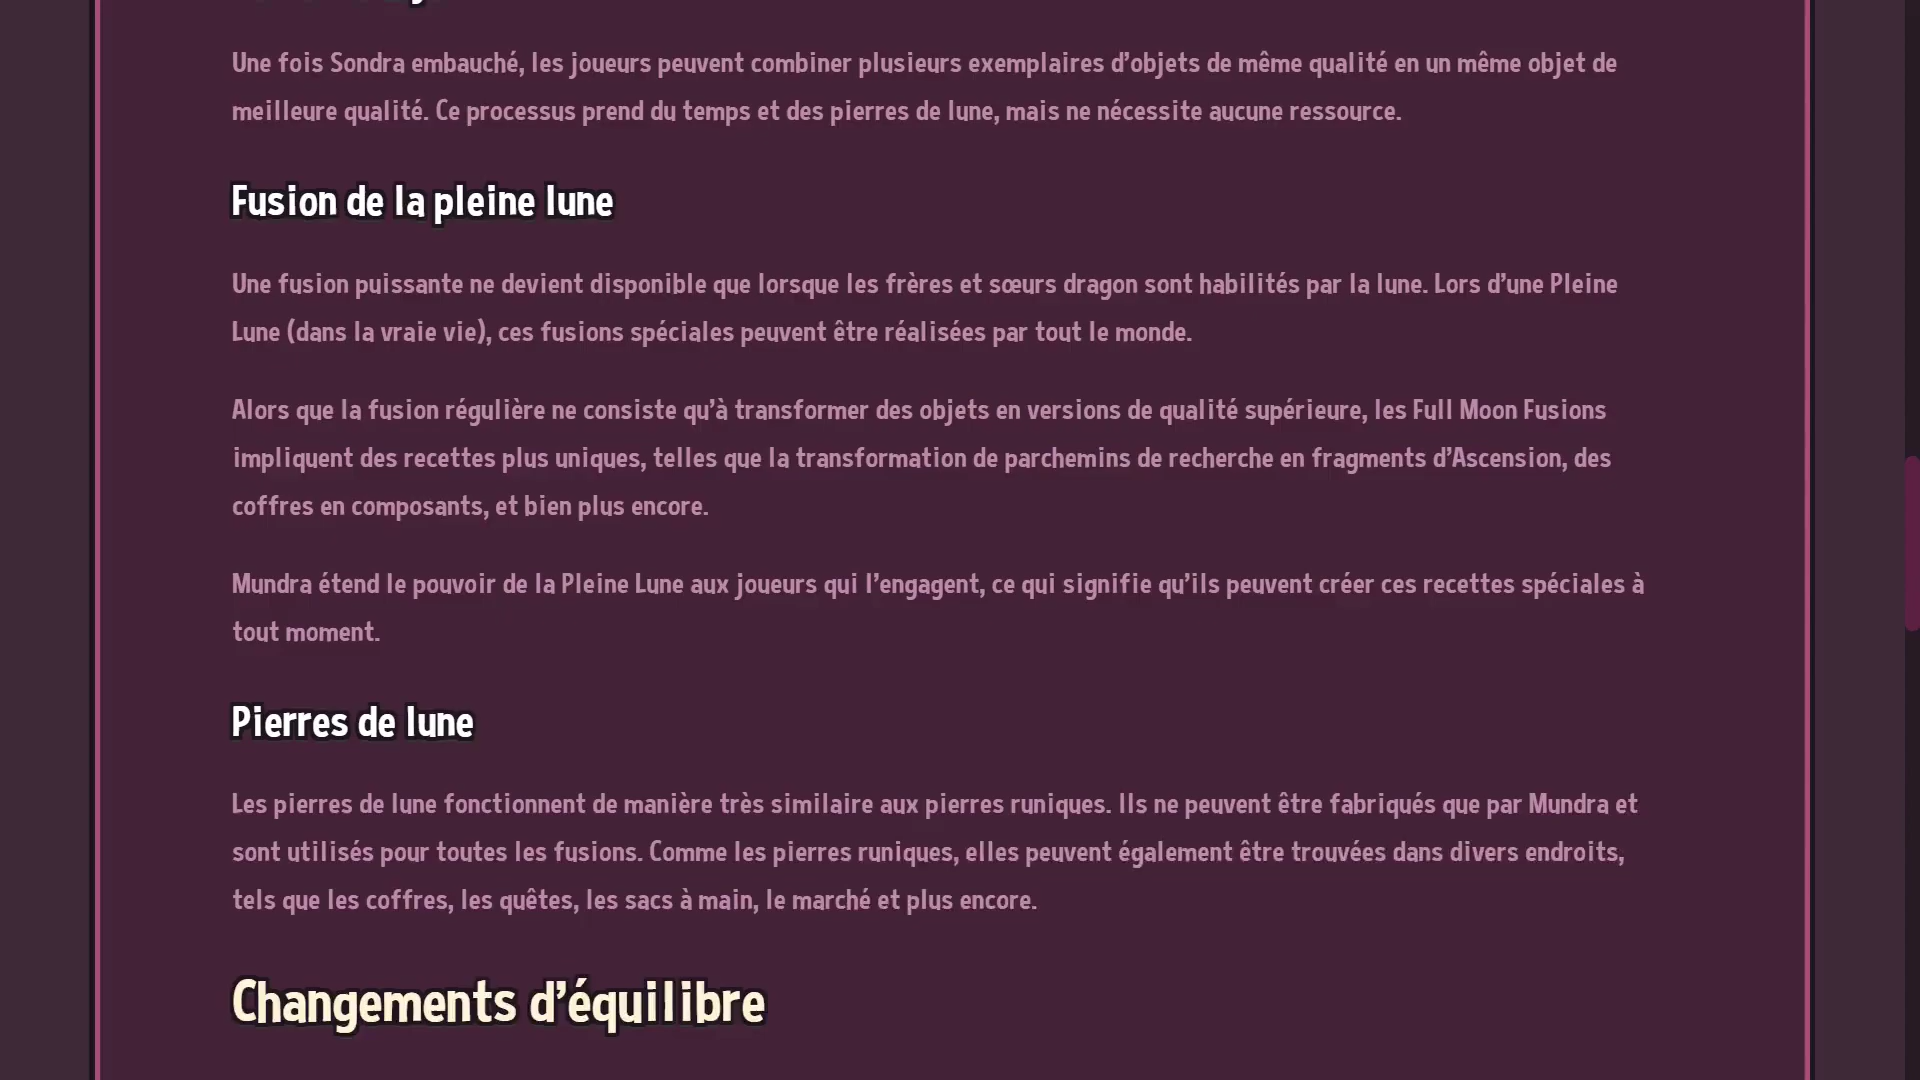 Une fois Sondra embauché, les joueurs peuvent combiner plusieurs exemplaires d’objets de même qualité en un même objet de
meilleure qualité. Ce processus prend du temps et des pierres de lune, mais ne nécessite aucune ressource.
Fusion de la pleine lune
Une fusion puissante ne devient disponible que lorsque les frères et sœurs dragon sont habilités par la lune. Lors d’une Pleine
Lune (dans la vraie vie), ces fusions spéciales peuvent être réalisées par tout le monde.
Alors que la fusion régulière ne consiste qu’à transformer des objets en versions de qualité supérieure, les Full Moon Fusions
impliquent des recettes plus uniques, telles que la transformation de parchemins de recherche en fragments d’Ascension, des
coffres en composants, et bien plus encore.
Mundra étend le pouvoir de la Pleine Lune aux joueurs qui l’engagent, ce qui signifie qu’ils peuvent créer ces recettes spéciales à
tout moment.
Pierres de lune
Les pierres de lune fonctionnent de manière très similaire aux pierres runiques. Ils ne peuvent être fabriqués que par Mundra et
sont utilisés pour toutes les fusions. Comme les pierres runiques, elles peuvent également être trouvées dans divers endroits,
tels que les coffres, les quêtes, les sacs à main, le marché et plus encore.
Changements d’équilibre